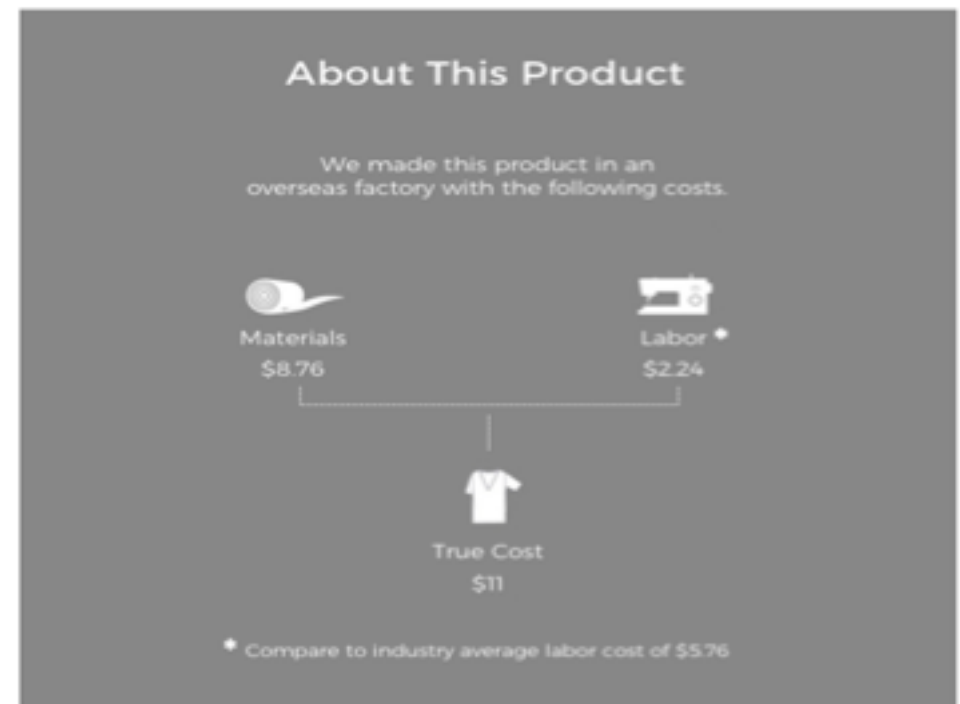 About This Product
We made this product in an
overseas factory with the following costs.
Materials
$8.76
Labor *
$2.24
True Cost
$11
* Compare to industry average labor cost of $5.76